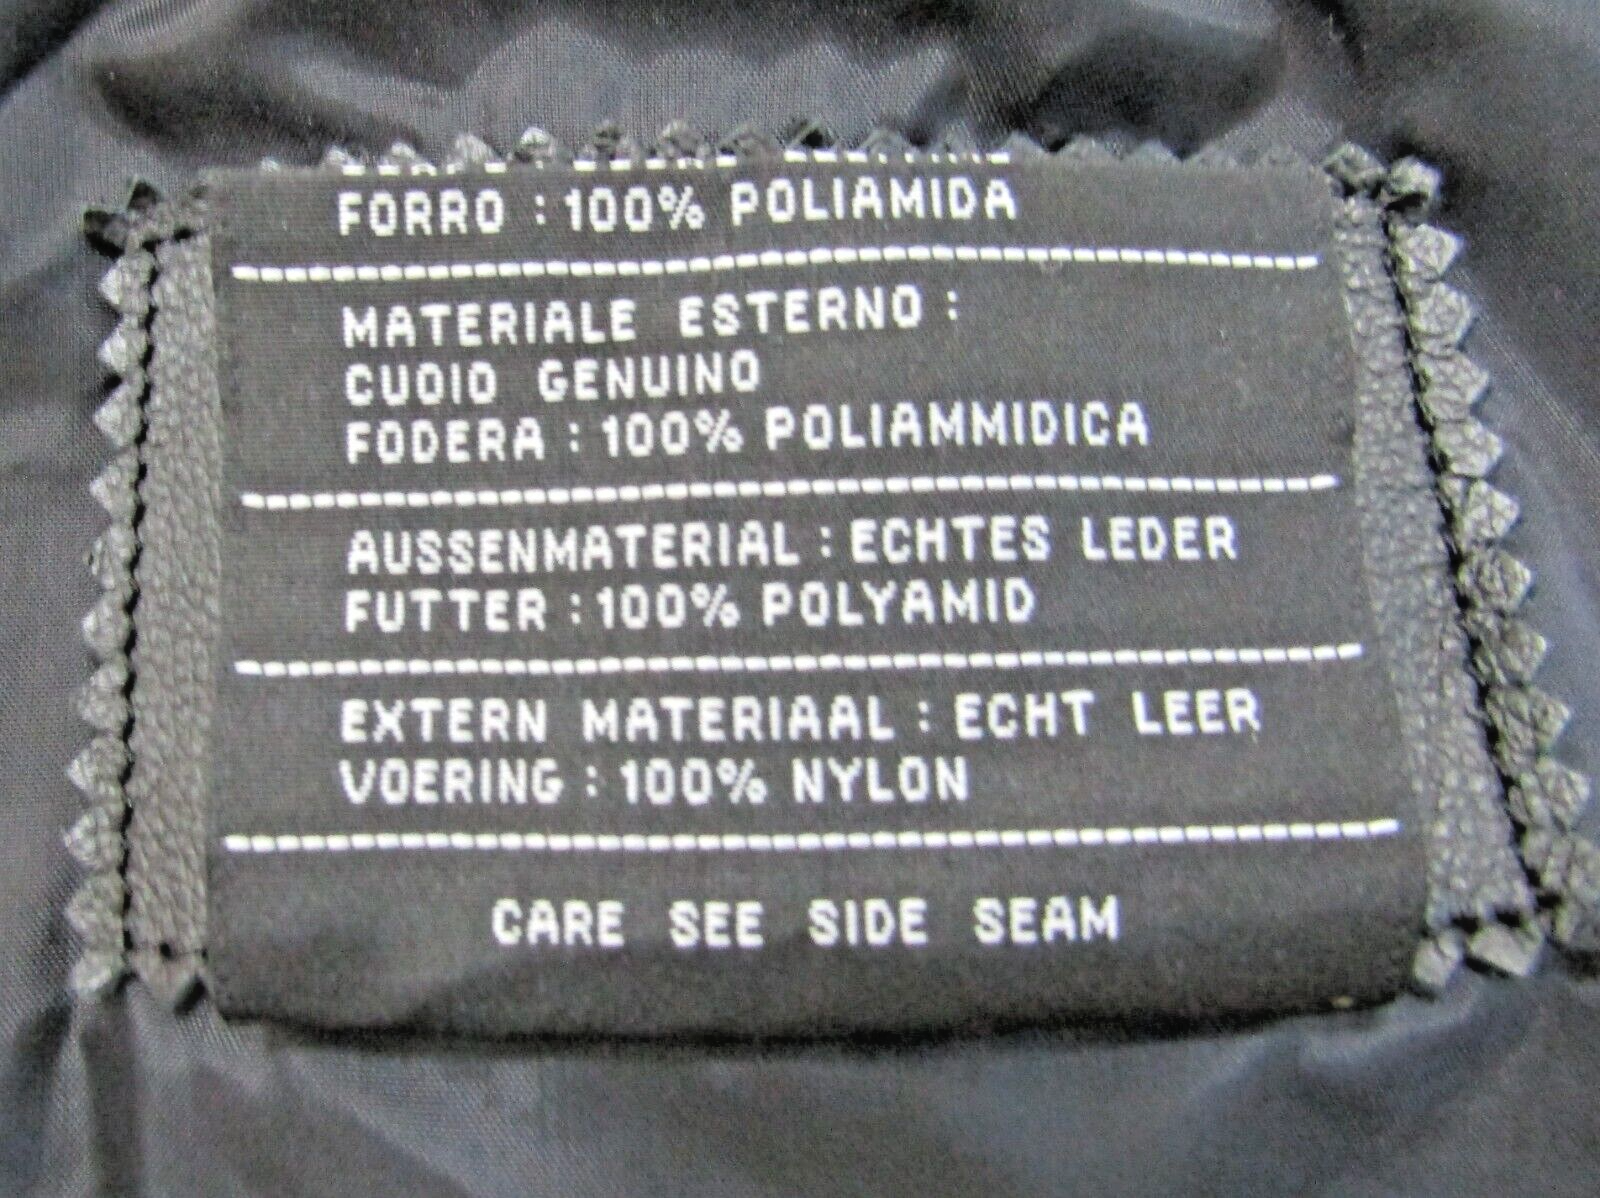 FORRO : 100% POLIAMIDA
MATERIALE ESTERNO :
CUOIO GENUINO
FODERA : 100% POLIAMMIDICA
AUSSENMATERIAL : ECHTES LEDER
FUTTER : 100% POLYAMID
EXTERN MATERIAAL : ECHT LEER
VOERING : 100% NYLON
CARE SEE SIDE SEAM